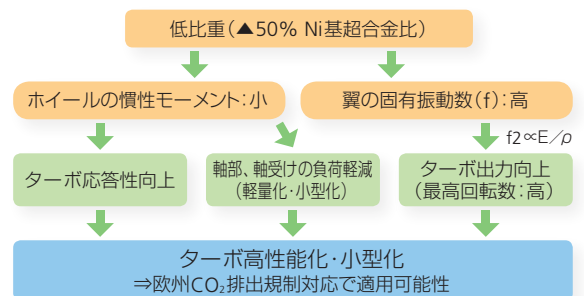 低比重(▲50% Ni基超合金比)
ホイールの慣性モーメント:小
翼の固有振動数(f):高
f2∝E/ρ
ターボ応答性向上
軸部、軸受けの負荷軽減
(軽量化・小型化)
ターボ出力向上
(最高回転数:高)
ターボ高性能化・小型化
⇒欧州CO₂排出規制対応で適用可能性